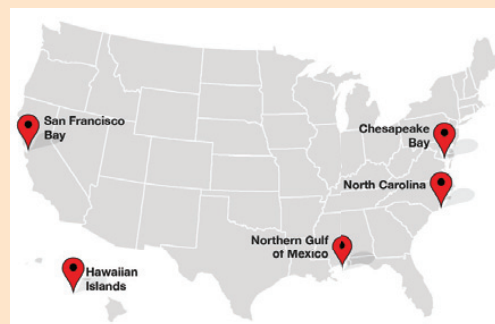 San Francisco
Bay
Chesapeake
Bay
North Carolina
Northern Gulf
of Mexico
Hawaiian
Islands